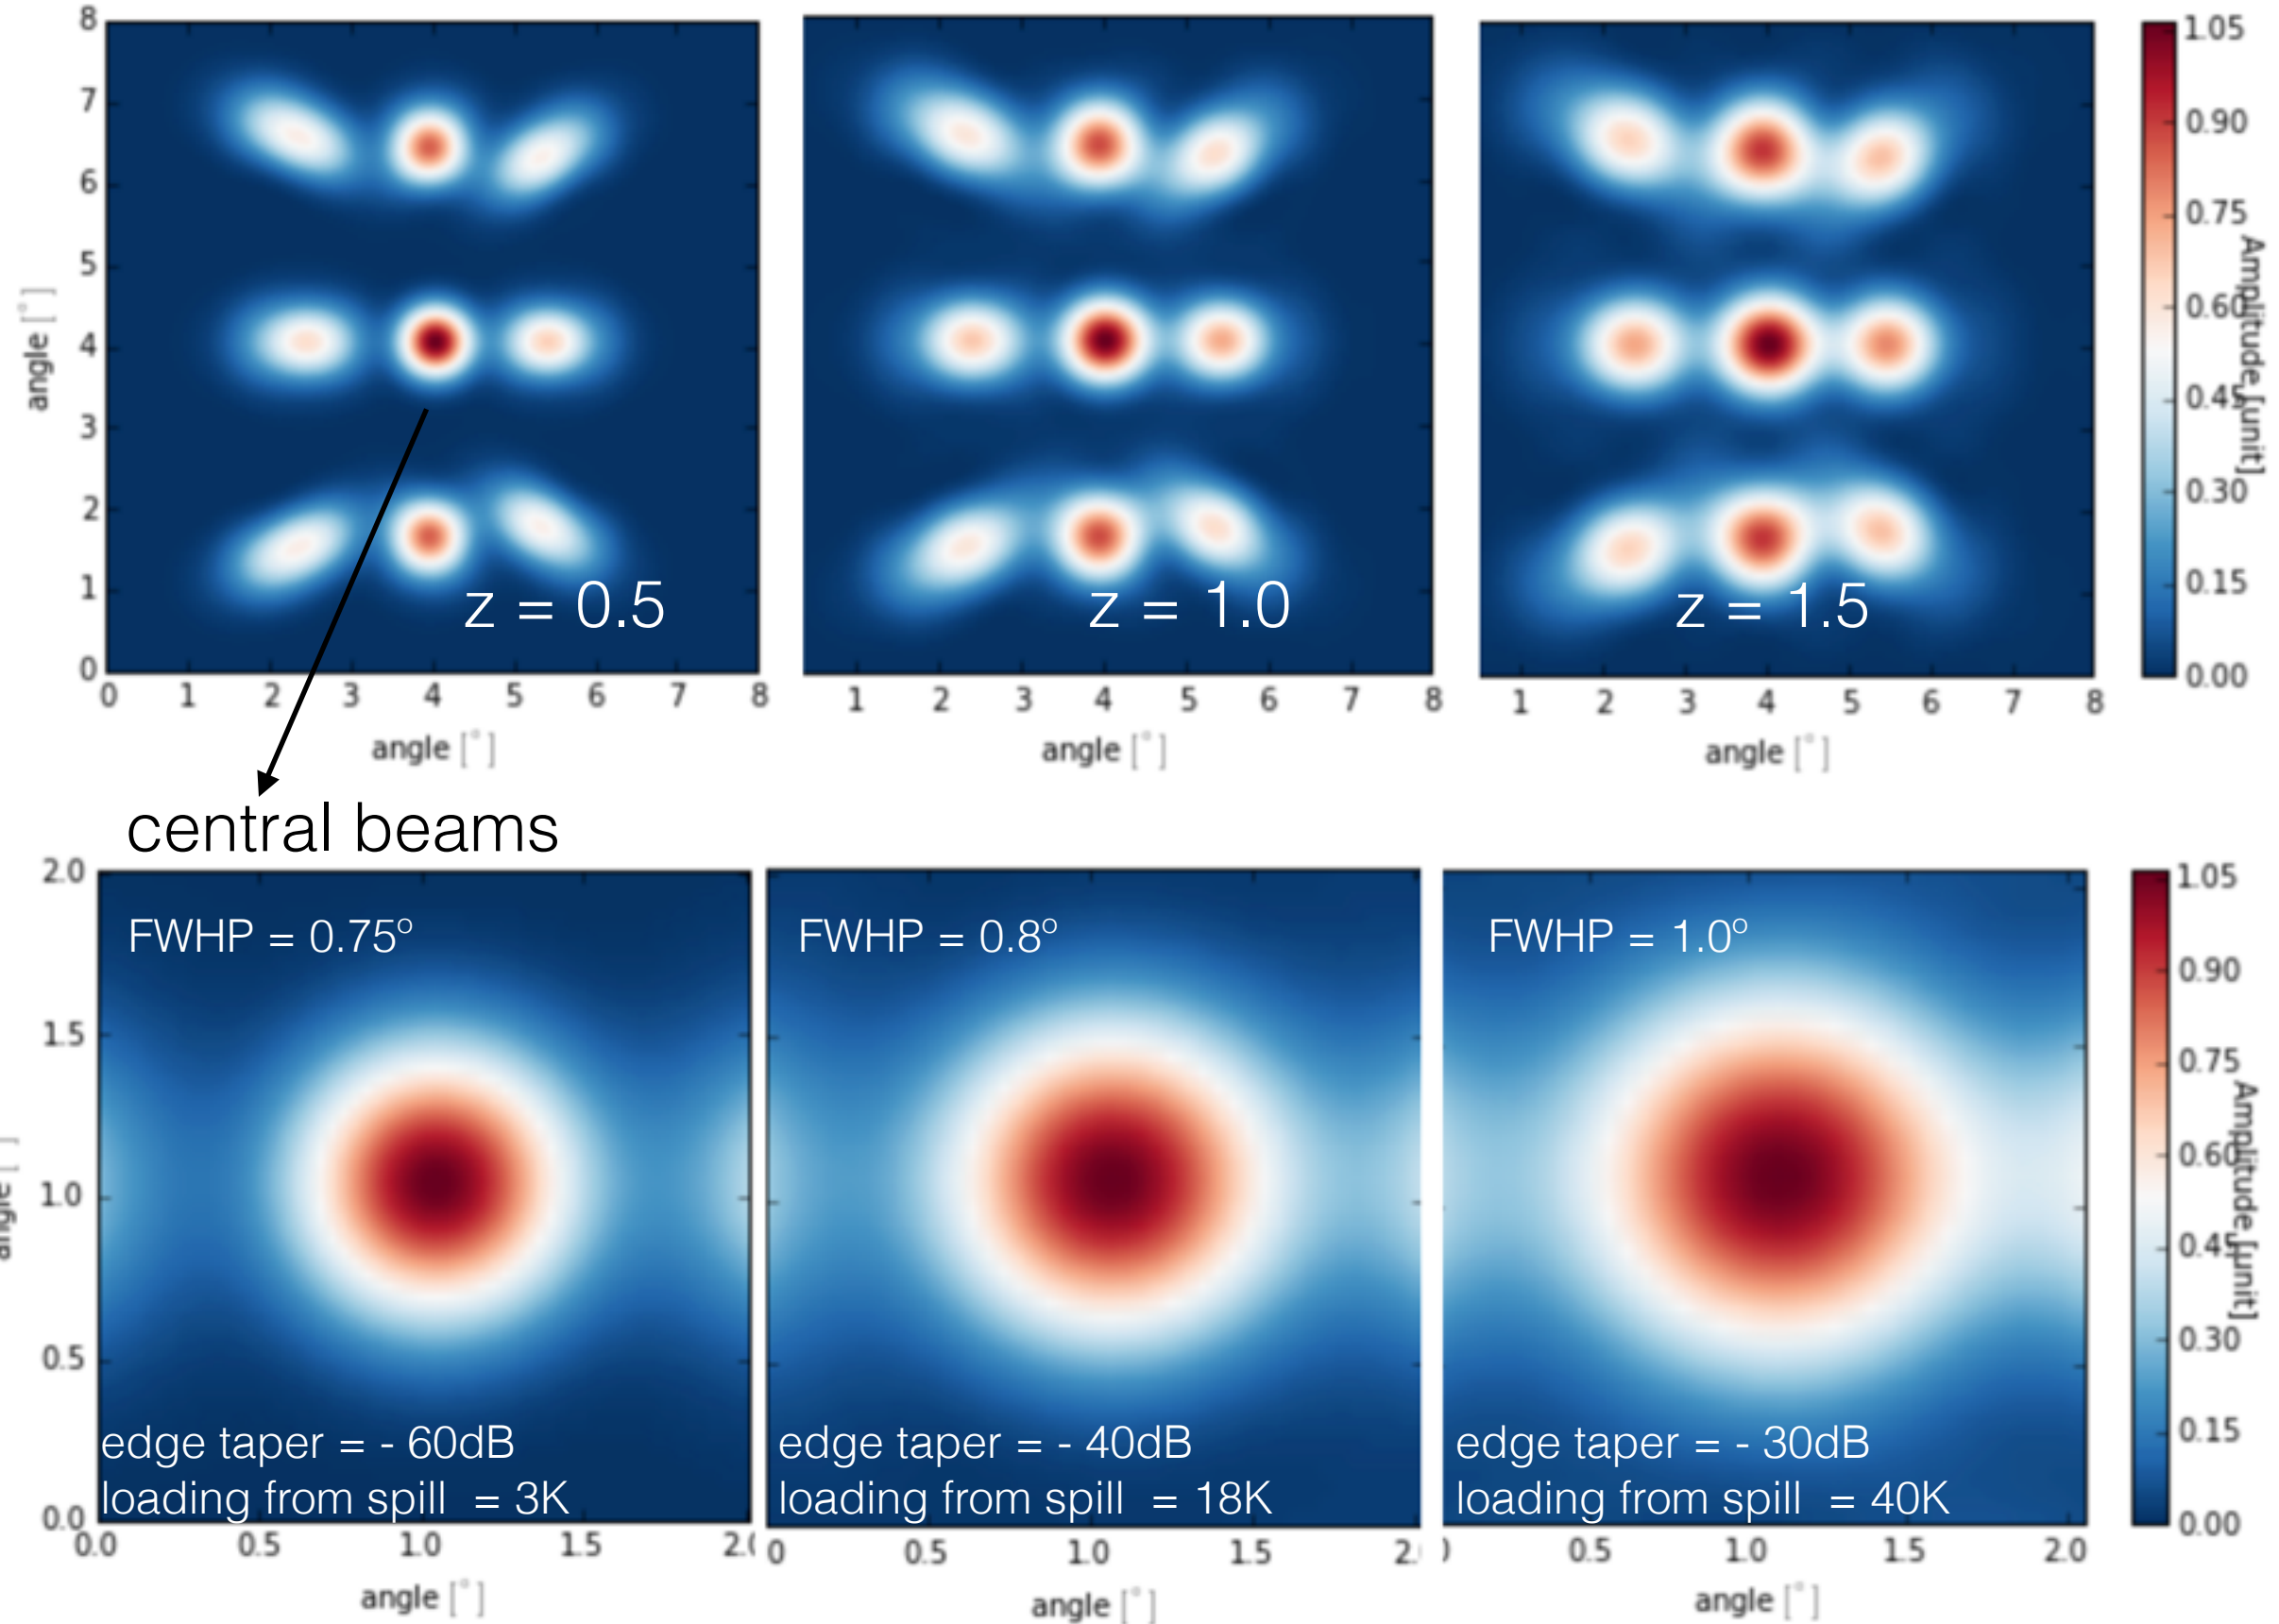 8
7
6
5
4
3
2
1
0
angle [°]
0 1 2 3 4 5 6 7 8
angle [°]
z = 0.5
1 2 3 4 5 6 7 8
angle [°]
z = 1.0
1 2 3 4 5 6 7 8
angle [°]
z = 1.5
1.05
0.90
0.75
0.60
0.45
0.30
0.15
0.00
Amplitude [unit]
central beams
2.0
1.5
1.0
0.5
0.0
FWHP = 0.75º
edge taper = - 60dB
loading from spill = 3K
0.0 0.5 1.0 1.5
angle [°]
FWHP = 0.8º
edge taper = - 40dB
loading from spill = 18K
0 0.5 1.0 1.5
angle [°]
FWHP = 1.0º
edge taper = - 30dB
loading from spill = 40K
0.5 1.0 1.5 2.0
angle [°]
1.05
0.90
0.75
0.60
0.45
0.30
0.15
0.00
Amplitude [unit]